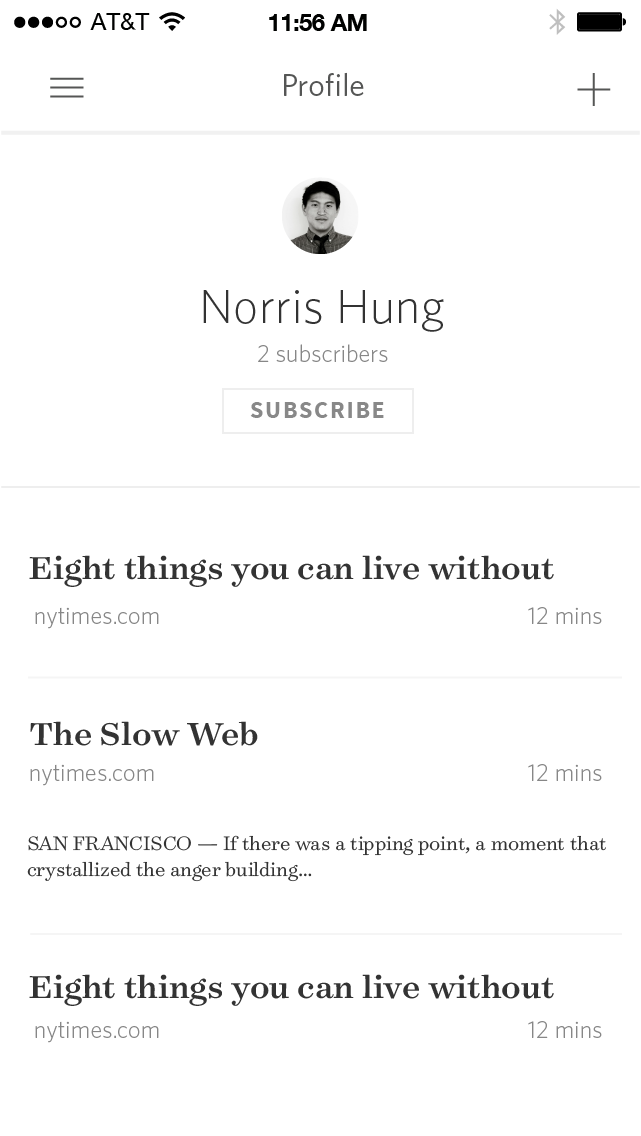 AT&T 11:56 AM
Profile
Norris Hung
2 subscribers
SUBSCRIBE
Eight things you can live without
nytimes.com 12 mins
The Slow Web
nytimes.com 12 mins
SAN FRANCISCO — If there was a tipping point, a moment that
crystallized the anger building...
Eight things you can live without
nytimes.com 12 mins